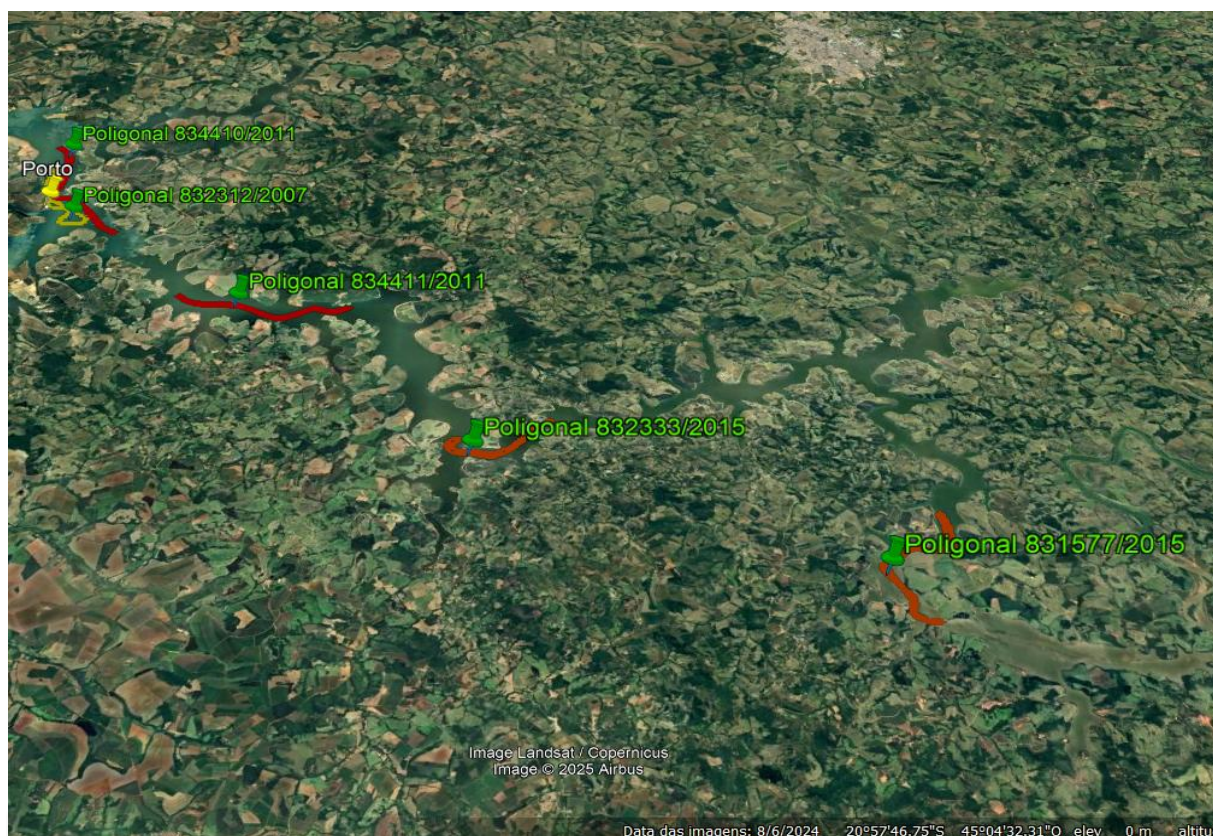 Poligonal 834410/2011
Porto
Poligonal 832312/2007
Poligonal 834411/2011
Poligonal 832333/2015
Poligonal 831577/2015
Image Landsat / Copernicus
Image © 2025 Airbus
Data das imagens: 8/6/2024 20°57'46.75"S 45°04'32.31"O elev 0 m altitu